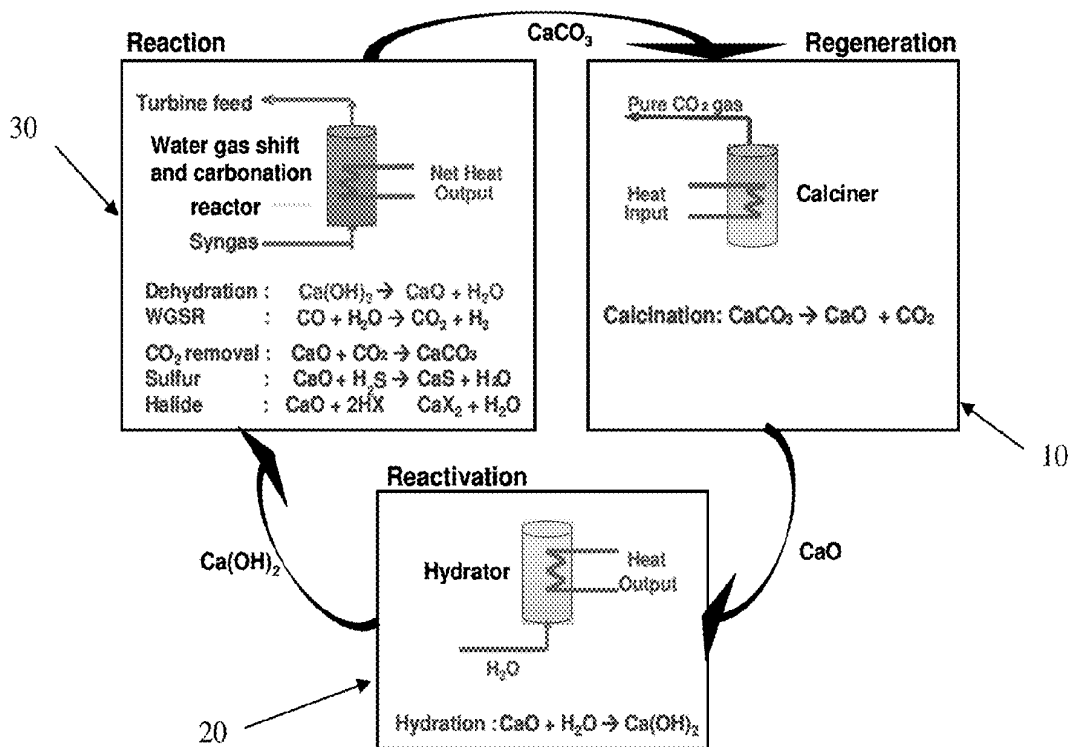 CaCO₃
Reaction
Regeneration
30
Turbine feed
Water gas shift
and carbonation
reactor
Net Heat
Output
Syngas
Dehydration : Ca(OH)₂ → CaO + H₂O
WGSR : CO + H₂O → CO₂ + H₂
CO₂ removal : CaO + CO₂ → CaCO₃
Sulfur : CaO + H₂S → CaS + H₂O
Halide : CaO + 2HX CaX₂ + H₂O
Pure CO₂ gas
Heat
Input
Calciner
Calcination: CaCO₃ → CaO + CO₂
10
Reactivation
Ca(OH)₂
CaO
Hydrator
Heat
Output
H₂O
Hydration : CaO + H₂O → Ca(OH)₂
20